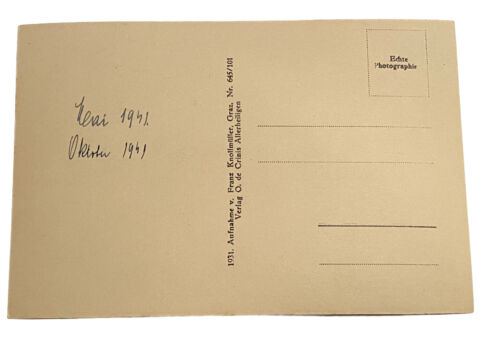 Mai 1941.
Oktober 1941
1931. Aufnahme v. Franz Knollmüller, Graz, Nr. 645/101
Verlag O. de Crinis Allerheiligen
Echte
Photographie